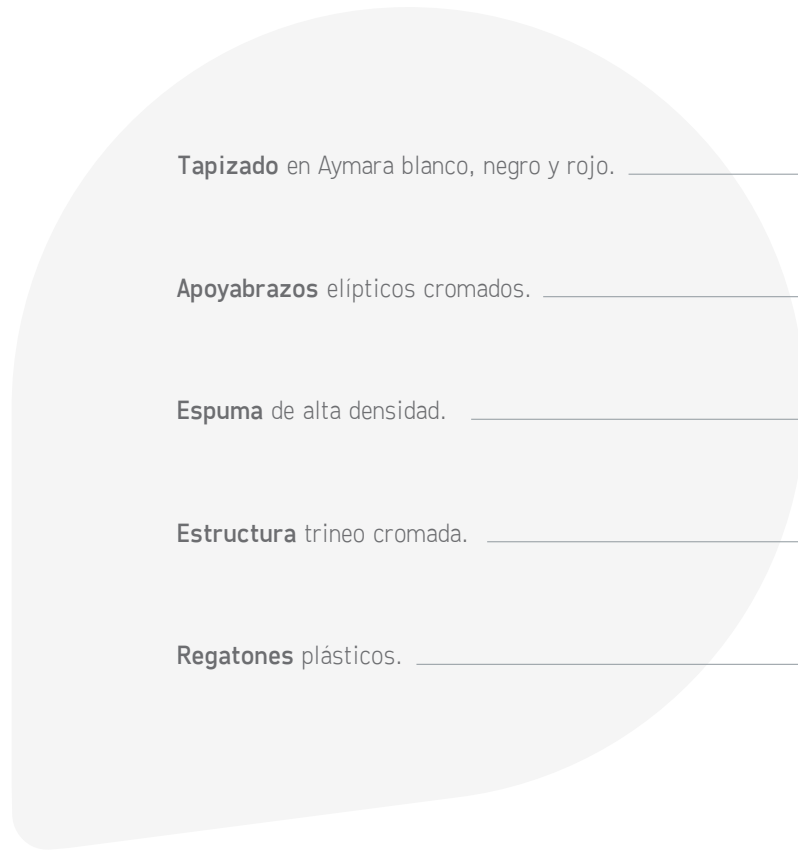 Tapizado en Aymara blanco, negro y rojo.
Apoyabrazos elípticos cromados.
Espuma de alta densidad.
Estructura trineo cromada.
Regatones plásticos.